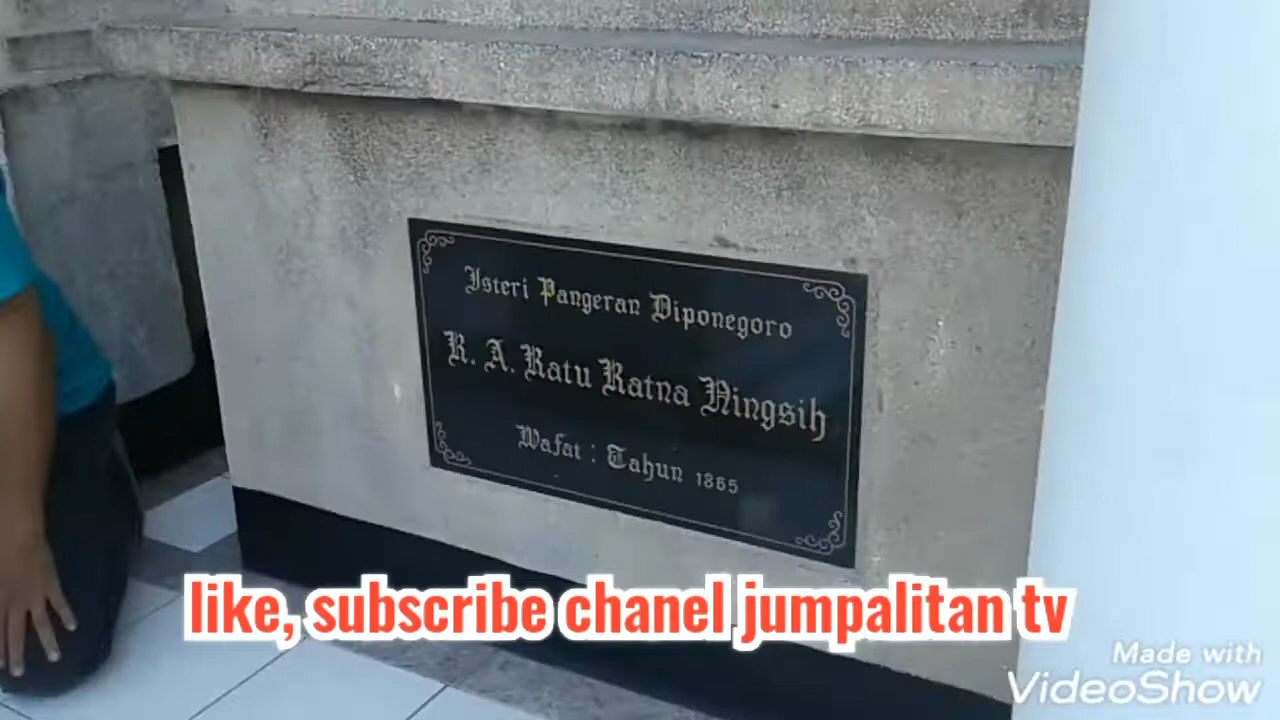 Isteri Pangeran Diponegoro
R. A. Ratu Ratna Ningsih
Wafat : Tahun 1865
like, subscribe chanel jumpalitan tv
Made with
VideoShow